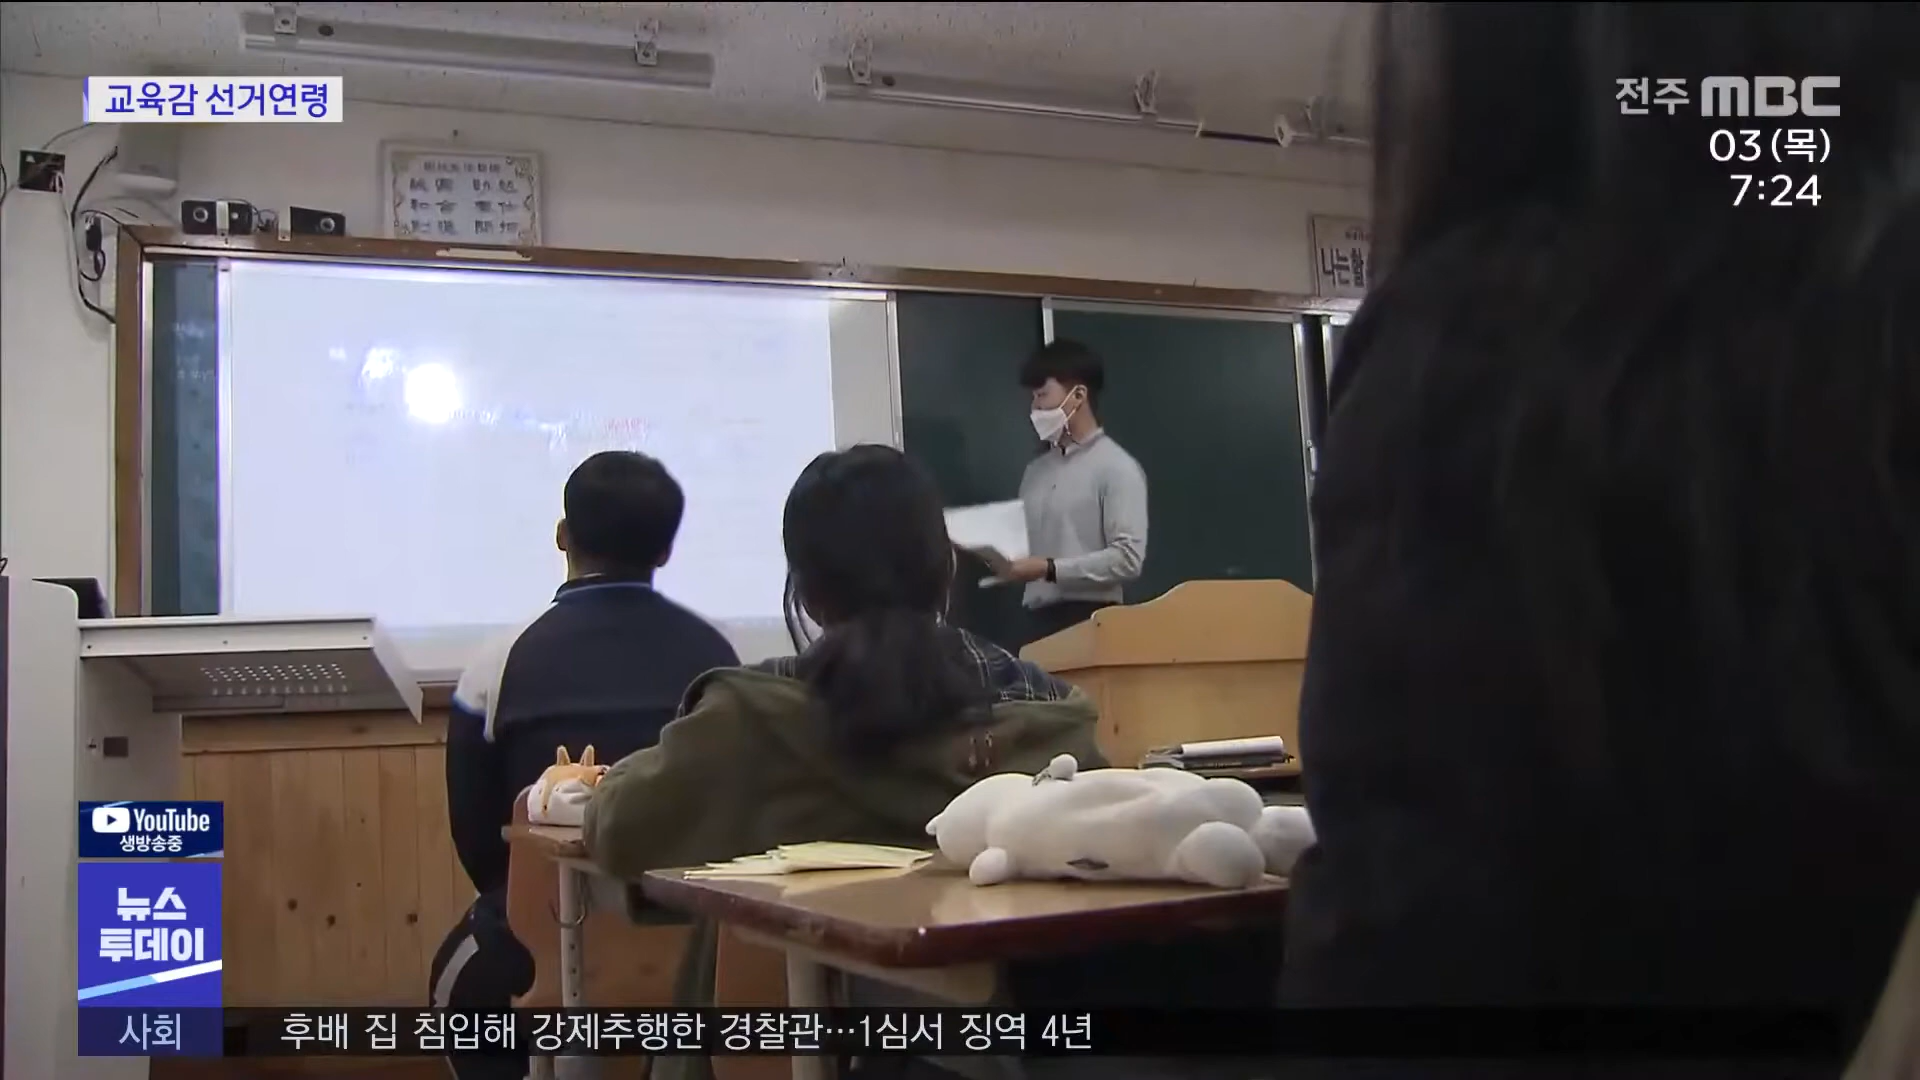 교육감 선거연령
전주 MBC
03(목)
7:24
YouTube
생방송중
뉴스
투데이
사회
후배 집 침입해 강제추행한 경찰관…1심서 징역 4년